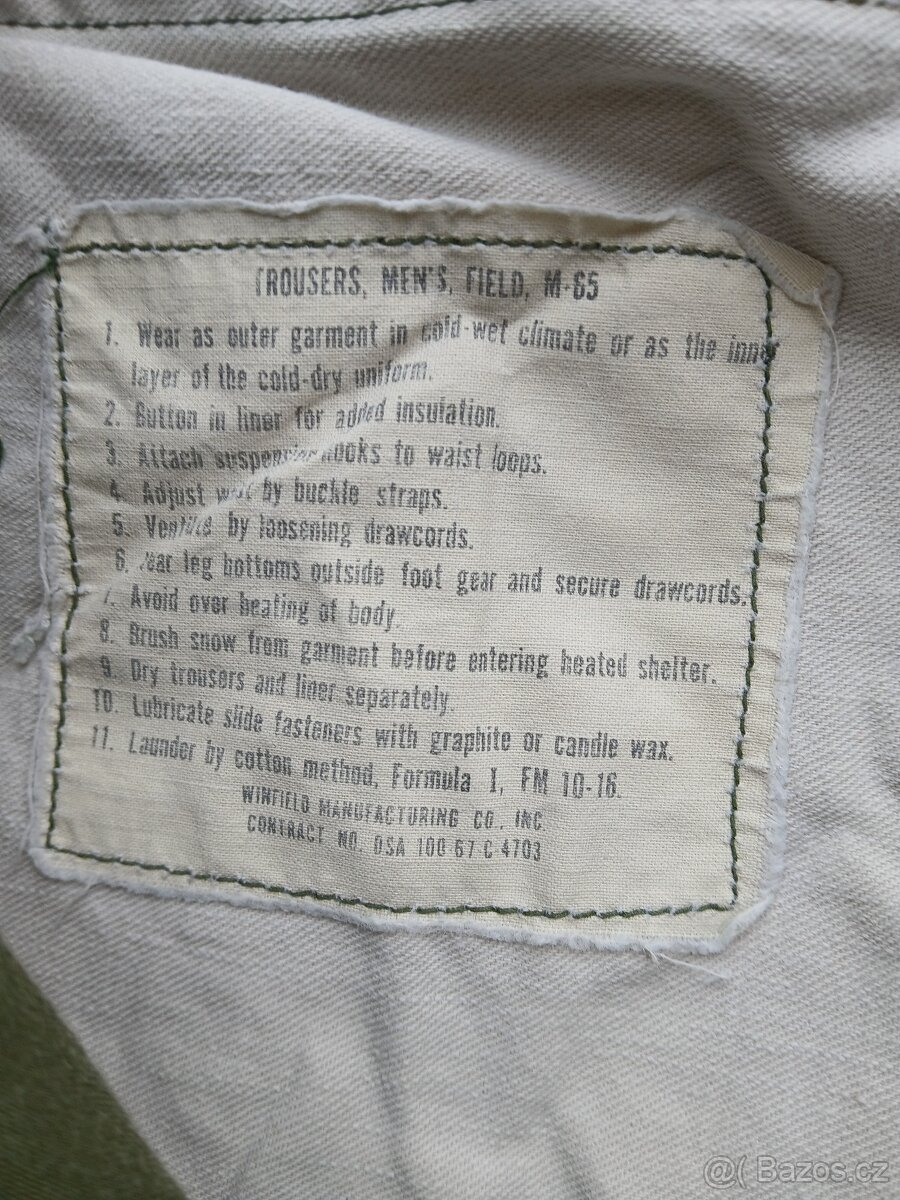 TROUSERS, MEN'S, FIELD, M-65
1. Wear as outer garment in cold-wet climate or as the inner
layer of the cold-dry uniform.
2. Button in liner for added insulation.
3. Attach suspender hooks to waist loops.
4. Adjust by buckle straps.
5. by loosening drawcords.
6. Wear leg bottoms outside foot gear and secure drawcords.
7. Avoid over heating of body.
8. Brush snow from garment before entering heated shelter.
9. Dry trousers and liner separately.
10. Lubricate slide fasteners with graphite or candle wax.
11. Launder by cotton method, Formula I, FM 10-16.
WINFIELD MANUFACTURING CO., INC
CONTRACT NO. DSA 100 67 C 4703
@( Bazos.cz